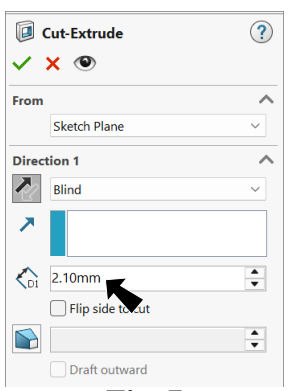 Cut-Extrude
?
From
Sketch Plane
Direction 1
Blind
D1
2.10mm
Flip side to cut
Draft outward